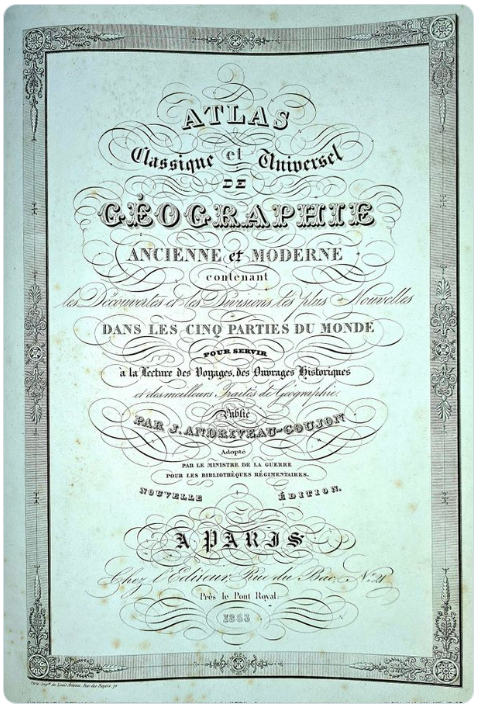 ATLAS
Classique et Universel
DE
GÉOGRAPHIE
ANCIENNE et MODERNE
contenant
les Découvertes et les Divisions les plus Nouvelles
DANS LES CINQ PARTIES DU MONDE
POUR SERVIR
à la Lecture des Voyages, des Ouvrages Historiques
et des meilleurs Traités de Géographie.
Publié
PAR J. ANDRIVEAU-GOUJON
Adopté
PAR LE MINISTRE DE LA GUERRE
POUR LES BIBLIOTHÈQUES RÉGIMENTAIRES.
NOUVELLE ÉDITION.
A PARIS
Chez l'Editeur, Rue du Bac, N.
Près le Pont Royal.